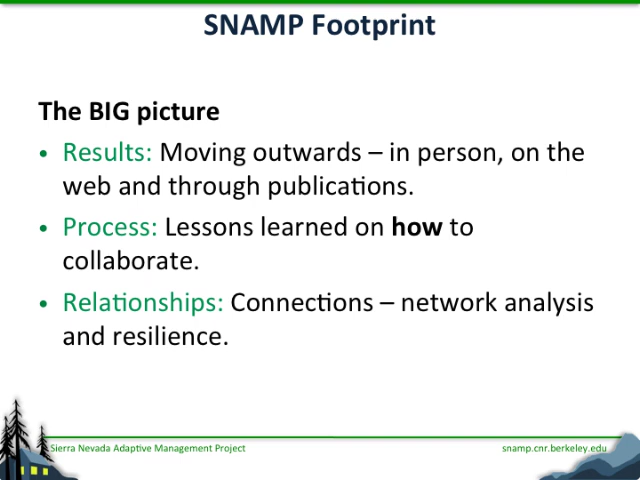 SNAMP Footprint
The BIG picture
• Results: Moving outwards – in person, on the
web and through publications.
• Process: Lessons learned on how to
collaborate.
• Relationships: Connections – network analysis
and resilience.
Sierra Nevada Adaptive Management Project
snamp.cnr.berkeley.edu